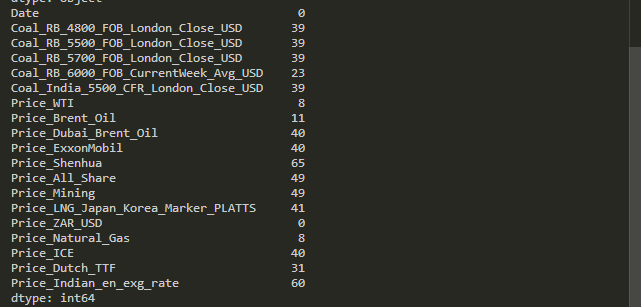 dtype: object
Date 0
Coal_RB_4800_FOB_London_Close_USD 39
Coal_RB_5500_FOB_London_Close_USD 39
Coal_RB_5700_FOB_London_Close_USD 39
Coal_RB_6000_FOB_CurrentWeek_Avg_USD 23
Coal_India_5500_CFR_London_Close_USD 39
Price_WTI 8
Price_Brent_Oil 11
Price_Dubai_Brent_Oil 40
Price_ExxonMobil 40
Price_Shenhua 65
Price_All_Share 49
Price_Mining 49
Price_LNG_Japan_Korea_Marker_PLATTS 41
Price_ZAR_USD 0
Price_Natural_Gas 8
Price_ICE 40
Price_Dutch_TTF 31
Price_Indian_en_exg_rate 60
dtype: int64